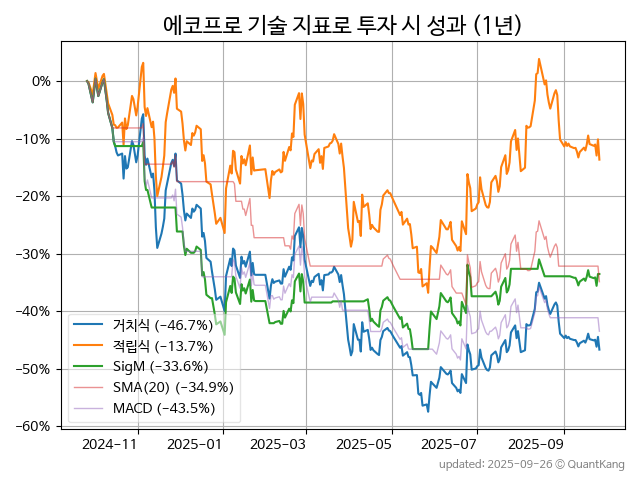 에코프로 기술 지표로 투자 시 성과 (1년)
0%
−10%
−20%
−30%
−40%
−50%
−60%
거치식 (−46.7%)
적립식 (−13.7%)
SigM (−33.6%)
SMA(20) (−34.9%)
MACD (−43.5%)
2024−11
2025−01
2025−03
2025−05
2025−07
2025−09
updated: 2025−09−26 © QuantKang